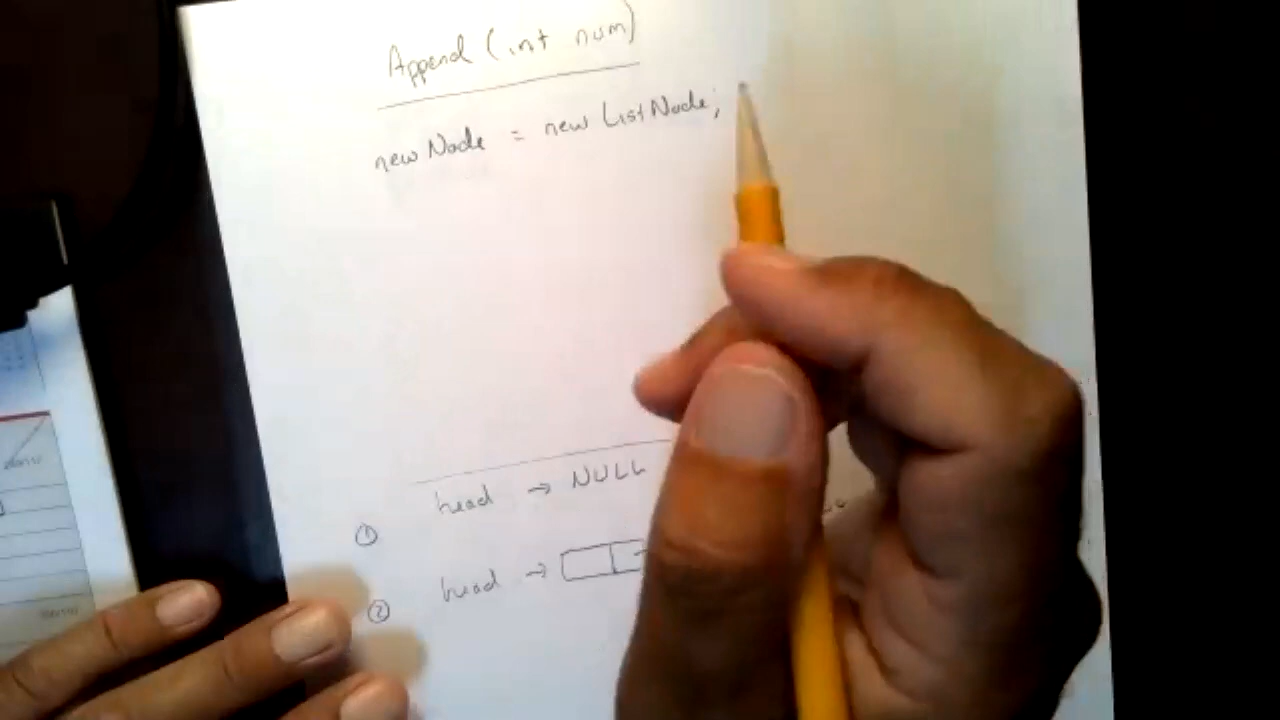 Append (int num)
newNode = new ListNode;
head → NULL
①
head →
②